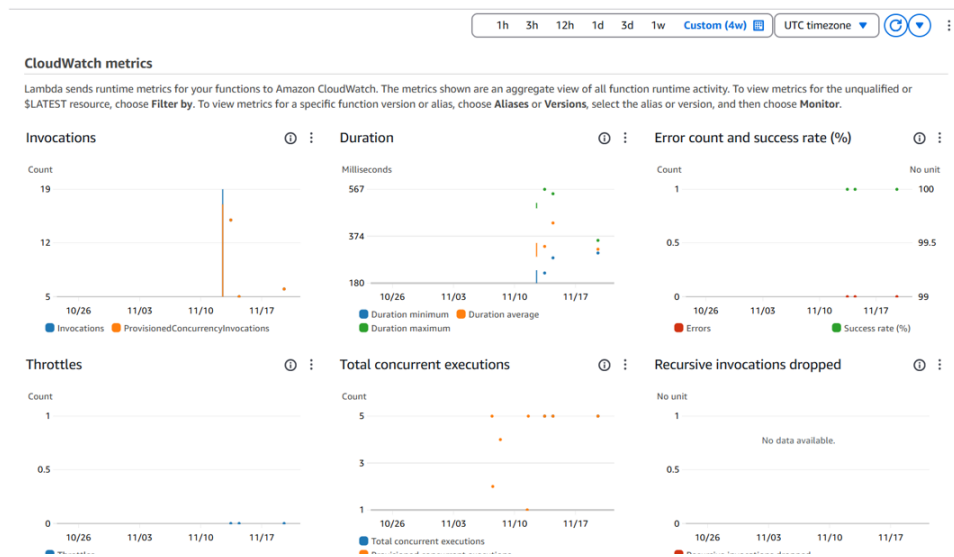 1h 3h 12h 1d 3d 1w Custom (4w) UTC timezone
CloudWatch metrics
Lambda sends runtime metrics for your functions to Amazon CloudWatch. The metrics shown are an aggregate view of all function runtime activity. To view metrics for the unqualified or
$LATEST resource, choose Filter by. To view metrics for a specific function version or alias, choose Aliases or Versions, select the alias or version, and then choose Monitor.
Invocations
Count
19
12
5
10/26 11/03 11/10 11/17
Invocations ProvisionedConcurrencyInvocations
Duration
Milliseconds
567
374
180
10/26 11/03 11/10 11/17
Duration minimum Duration average
Duration maximum
Error count and success rate (%)
Count No unit
1 100
0.5 99.5
0 99
10/26 11/03 11/10 11/17
Errors Success rate (%)
Throttles
Count
1
0.5
0
10/26 11/03 11/10 11/17
Throttles
Total concurrent executions
Count
5
3
1
10/26 11/03 11/10 11/17
Total concurrent executions
Provisioned concurrent executions
Recursive invocations dropped
No unit
1
No data available.
0.5
0
10/26 11/03 11/10 11/17
Recursive invocations dropped